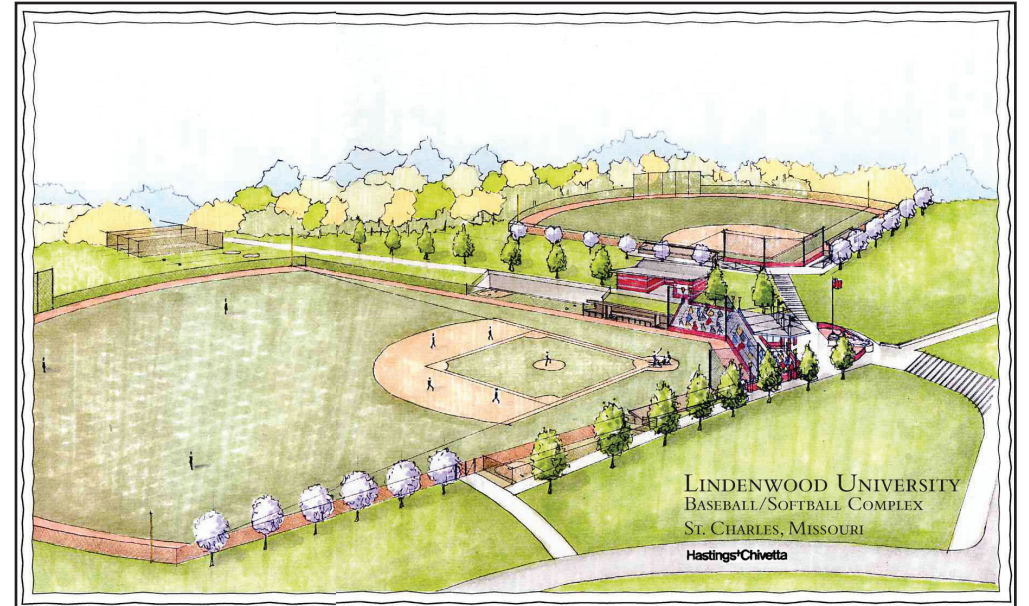 LINDENWOOD UNIVERSITY
BASEBALL/SOFTBALL COMPLEX
ST. CHARLES, MISSOURI
Hastings+Chivetta